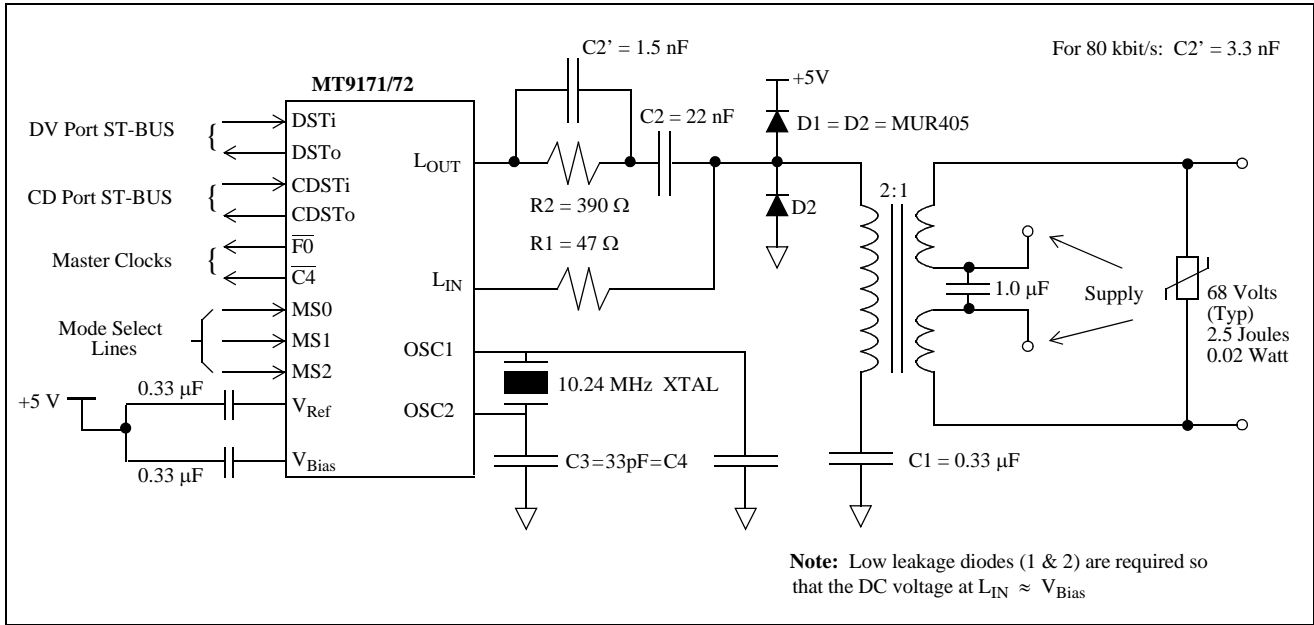 C2' = 1.5 nF
For 80 kbit/s: C2' = 3.3 nF
MT9171/72
+5V
DV Port ST-BUS
DSTi
DSTo
C2 = 22 nF
D1 = D2 = MUR405
L_OUT
CD Port ST-BUS
CDSTi
CDSTo
R2 = 390 Ω
D2
2:1
Master Clocks
F0
C4
R1 = 47 Ω
L_IN
1.0 μF
Supply
68 Volts
(Typ)
2.5 Joules
0.02 Watt
Mode Select
Lines
MS0
MS1
MS2
OSC1
10.24 MHz XTAL
OSC2
+5 V
0.33 μF
V_Ref
0.33 μF
V_Bias
C3=33pF=C4
C1 = 0.33 μF
Note: Low leakage diodes (1 & 2) are required so
that the DC voltage at L_IN ≈ V_Bias